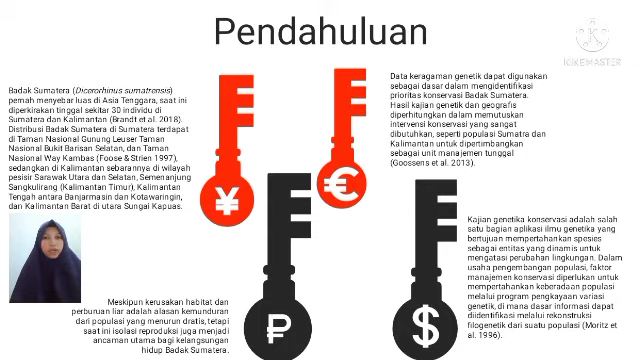 Pendahuluan
KINEMASTER
Badak Sumatera (Dicerorhinus sumatrensis)
pernah menyebar luas di Asia Tenggara, saat ini
diperkirakan tinggal sekitar 30 individu di
Sumatera dan Kalimantan (Brandt et al. 2018).
Distribusi Badak Sumatera di Sumatera terdapat
di Taman Nasional Gunung Leuser Taman
Nasional Bukit Barisan Selatan, dan Taman
Nasional Way Kambas (Foose & Strien 1997),
sedangkan di Kalimantan sebarannya di wilayah
pesisir Sarawak Utara dan Selatan, Semenanjung
Sangkulirang (Kalimantan Timur), Kalimantan
Tengah antara Banjarmasin dan Kotawaringin,
dan Kalimantan Barat di utara Sungai Kapuas.
¥
Meskipun kerusakan habitat dan
perburuan liar adalah alasan kemunduran
dari populasi yang menurun dratis, tetapi
saat ini isolasi reproduksi juga menjadi
ancaman utama bagi kelangsungan
hidup Badak Sumatera.
₽
Data keragaman genetik dapat digunakan
sebagai dasar dalam mengidentifikasi
prioritas konservasi Badak Sumatera.
Hasil kajian genetik dan geografis
diperhitungkan dalam memutuskan
intervensi konservasi yang sangat
dibutuhkan, seperti populasi Sumatra dan
Kalimantan untuk dipertimbangkan
sebagai unit manajemen tunggal
(Goossens et al. 2013).
€
Kajian genetika konservasi adalah salah
satu bagian aplikasi ilmu genetika yang
bertujuan mempertahankan spesies
sebagai entitas yang dinamis untuk
mengatasi perubahan lingkungan. Dalam
usaha pengembangan populasi, faktor
manajemen konservasi diperlukan untuk
mempertahankan keberadaan populasi
melalui program pengkayaan variasi
genetik, di mana dasar informasi dapat
diidentifikasi melalui rekonstruksi
filogenetik dari suatu populasi (Moritz et
al. 1996).
$